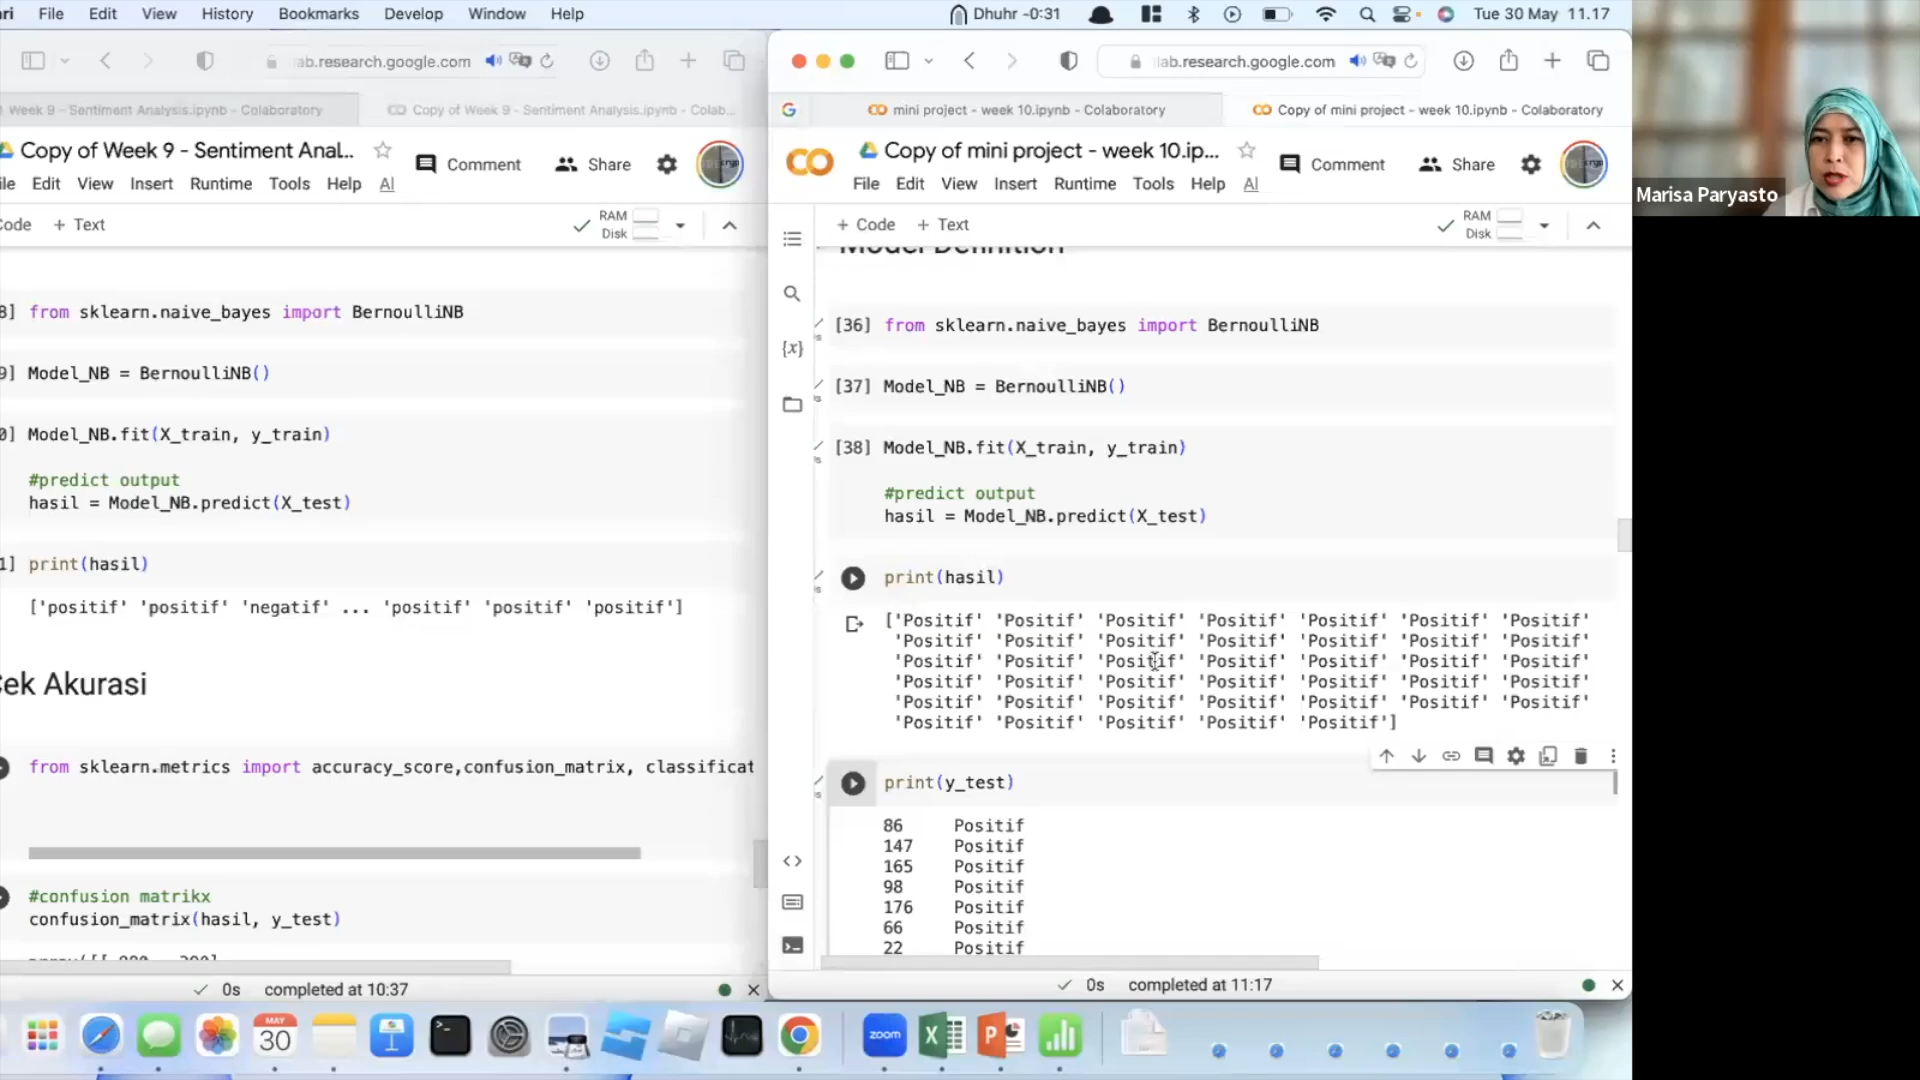 File Edit View History Bookmarks Develop Window Help Dhuhr -0:31 Tue 30 May 11.17
ab.research.google.com
Week 9 - Sentiment Analysis.ipynb - Colaboratory Copy of Week 9 - Sentiment Analysis.ipynb - Colab...
Copy of Week 9 - Sentiment Anal... Comment Share
Edit View Insert Runtime Tools Help AI
+ Text RAM
Disk
from sklearn.naive_bayes import BernoulliNB
Model_NB = BernoulliNB()
Model_NB.fit(X_train, y_train)
#predict output
hasil = Model_NB.predict(X_test)
print(hasil)
['positif' 'positif' 'negatif' ... 'positif' 'positif' 'positif']
Cek Akurasi
from sklearn.metrics import accuracy_score,confusion_matrix, classificat
#confusion matrikx
confusion_matrix(hasil, y_test)
0s completed at 10:37
lab.research.google.com
mini project - week 10.ipynb - Colaboratory Copy of mini project - week 10.ipynb - Colaboratory
Copy of mini project - week 10.ip... Comment Share
File Edit View Insert Runtime Tools Help AI
+ Code + Text RAM
Disk
Model Definition
[36] from sklearn.naive_bayes import BernoulliNB
[37] Model_NB = BernoulliNB()
[38] Model_NB.fit(X_train, y_train)
#predict output
hasil = Model_NB.predict(X_test)
print(hasil)
['Positif' 'Positif' 'Positif' 'Positif' 'Positif' 'Positif' 'Positif'
'Positif' 'Positif' 'Positif' 'Positif' 'Positif' 'Positif' 'Positif'
'Positif' 'Positif' 'Positif' 'Positif' 'Positif' 'Positif' 'Positif'
'Positif' 'Positif' 'Positif' 'Positif' 'Positif' 'Positif' 'Positif'
'Positif' 'Positif' 'Positif' 'Positif' 'Positif' 'Positif' 'Positif'
'Positif' 'Positif' 'Positif' 'Positif' 'Positif']
print(y_test)
86 Positif
147 Positif
165 Positif
98 Positif
176 Positif
66 Positif
22 Positif
0s completed at 11:17
Marisa Paryasto
MAY
30
zoom